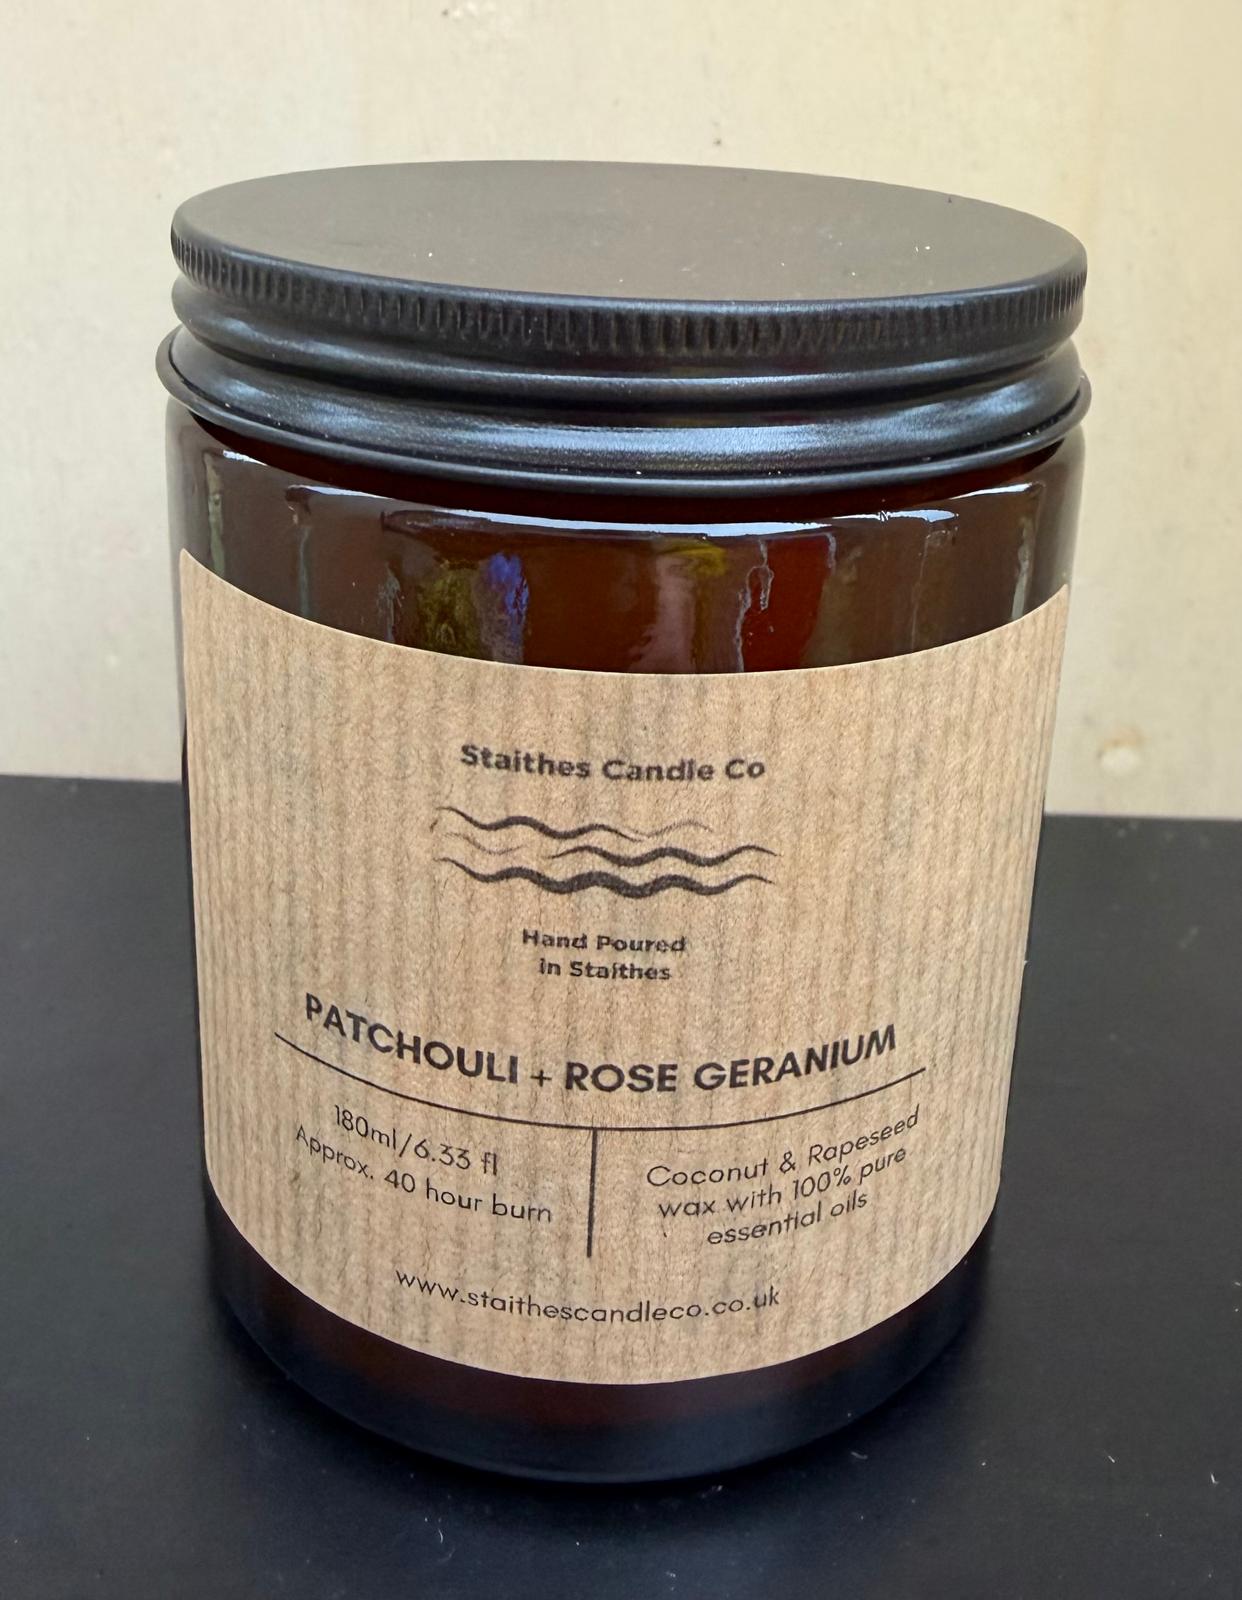 Staithes Candle Co
Hand Poured
in Staithes
PATCHOULI + ROSE GERANIUM
180ml/6.33 fl
Approx. 40 hour burn
Coconut & Rapeseed
wax with 100% pure
essential oils
www.staithescandleco.co.uk